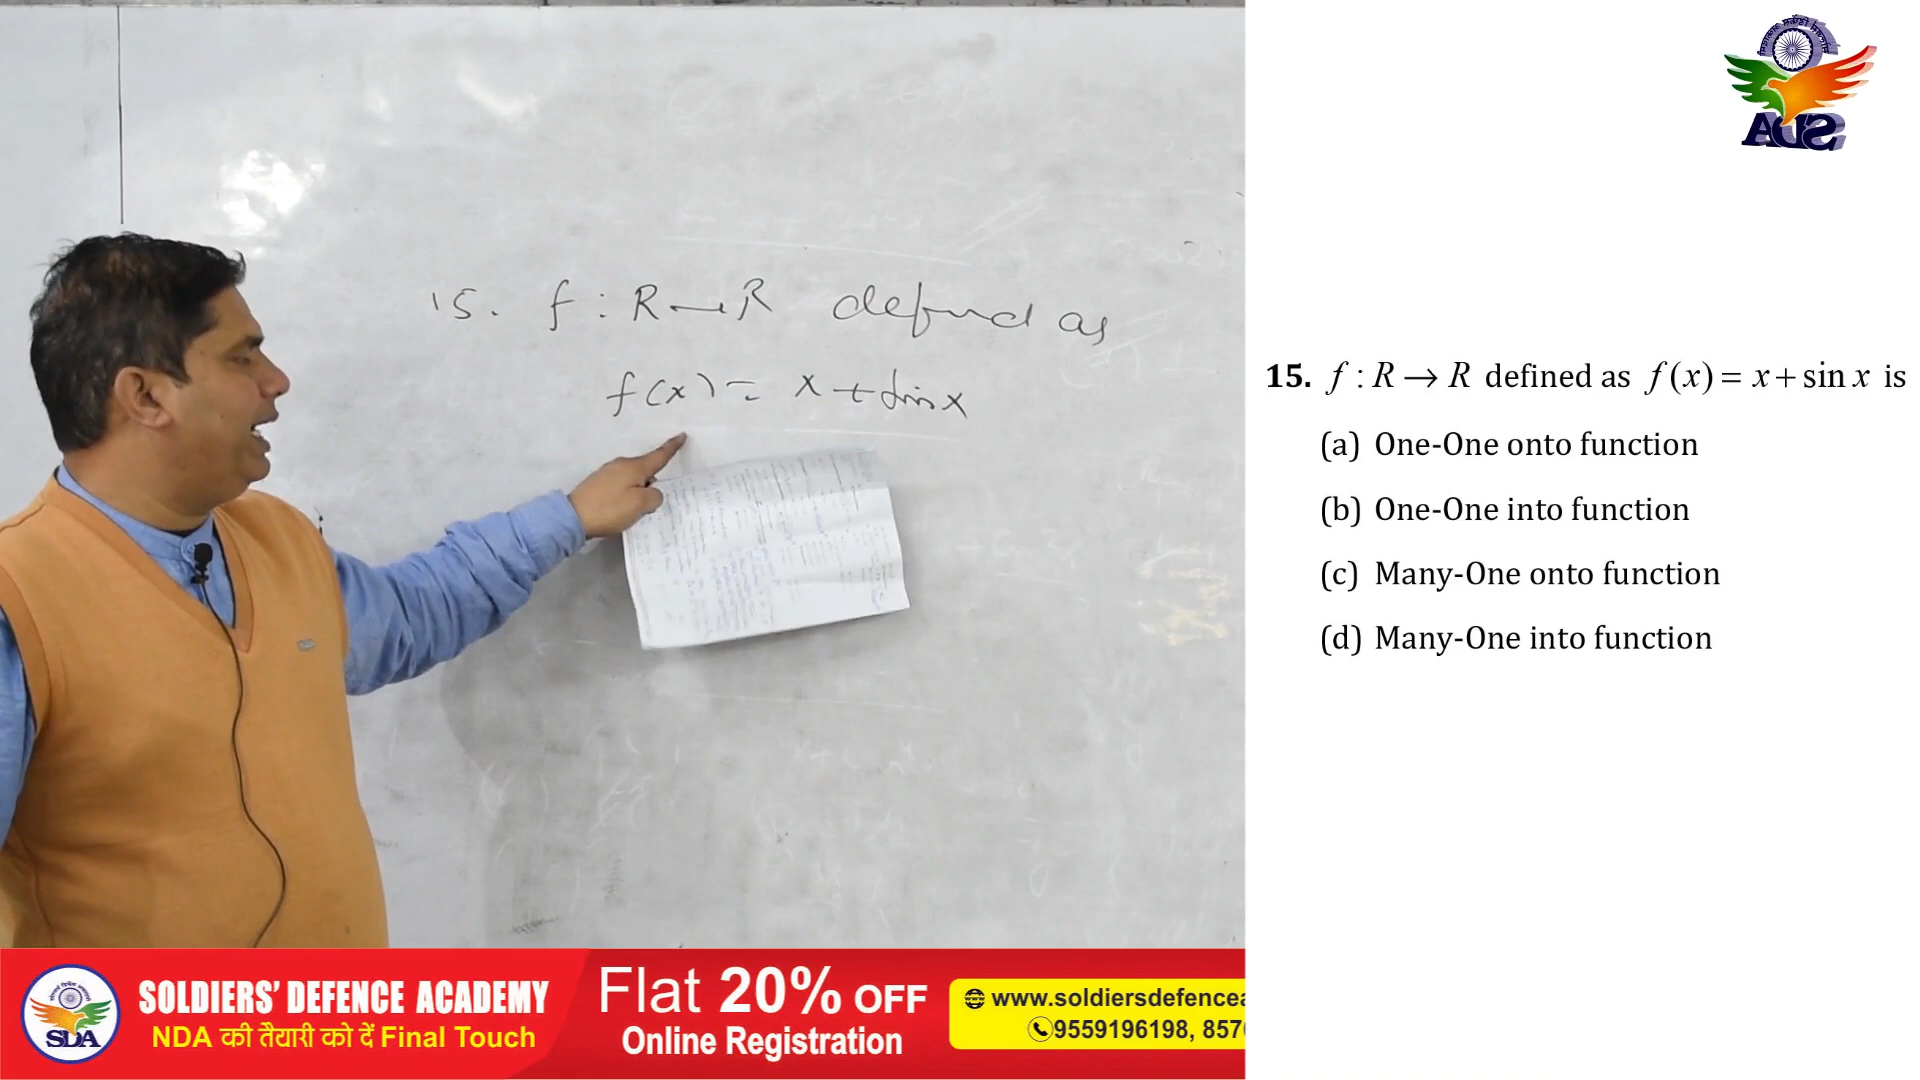 15. f : R → R defined as
f(x) = x + sin x
15. f : R → R defined as f(x) = x + sin x is
(a) One-One onto function
(b) One-One into function
(c) Many-One onto function
(d) Many-One into function
SDA
SOLDIERS' DEFENCE ACADEMY
NDA की तैयारी को दें Final Touch
Flat 20% OFF
Online Registration
www.soldiersdefencea
9559196198, 857
SDA